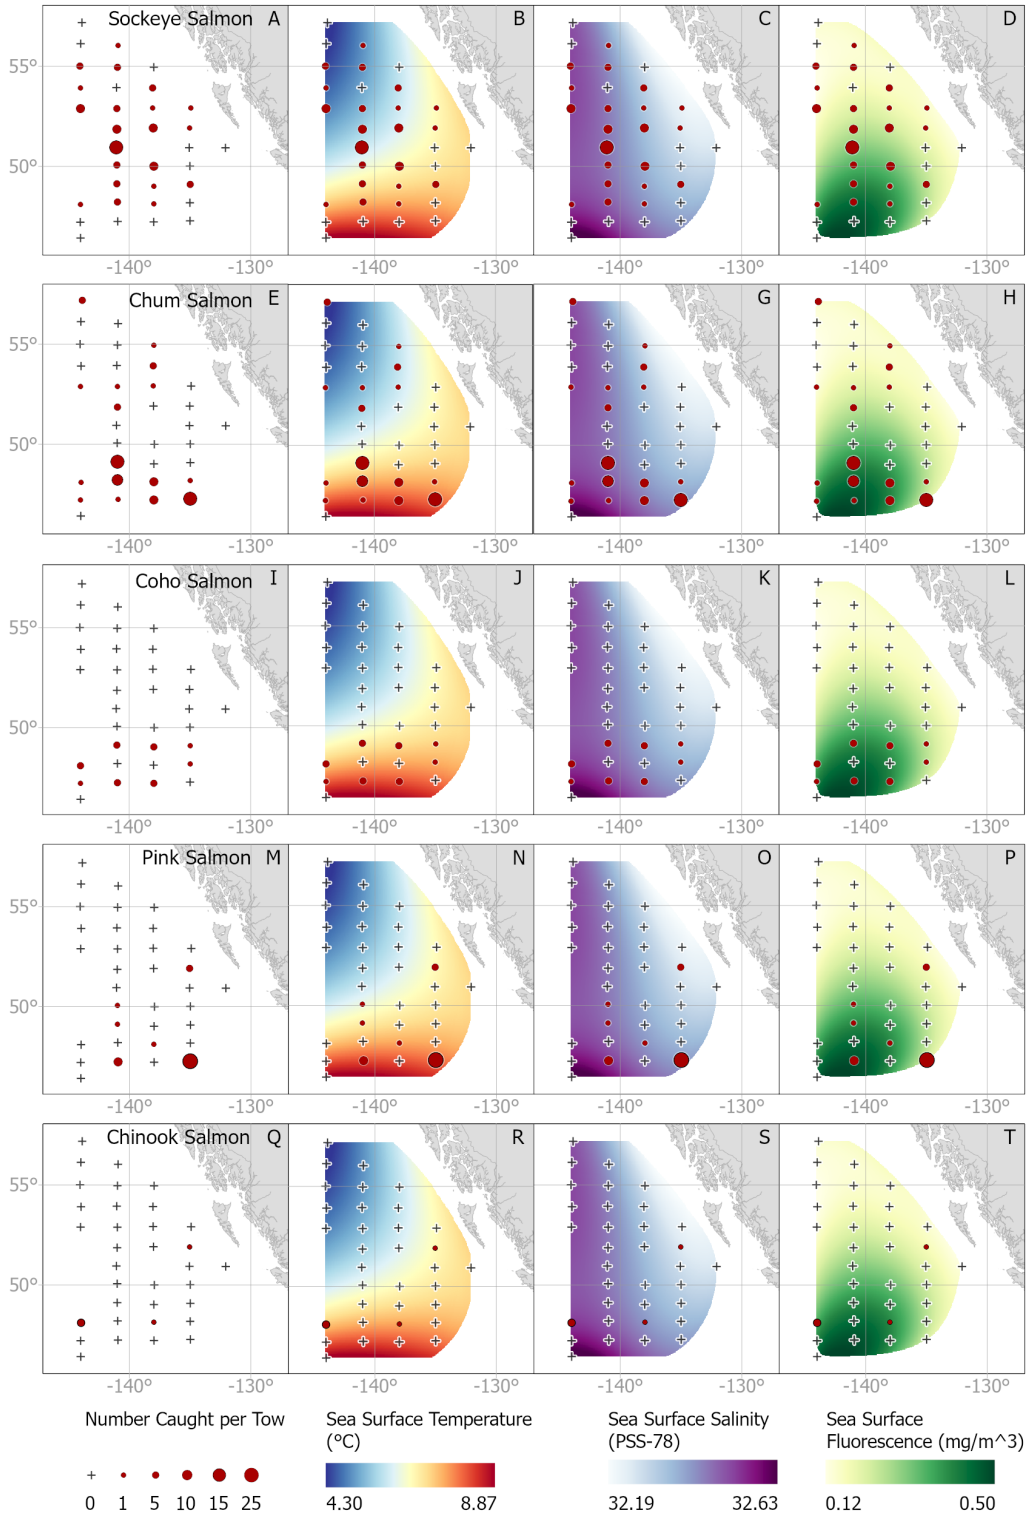 Sockeye Salmon A B C D
55°
50°
-140° -130° -140° -130° -140° -130° -140° -130°
Chum Salmon E G H
55°
50°
-140° -130° -140° -130° -140° -130° -140° -130°
Coho Salmon I J K L
55°
50°
-140° -130° -140° -130° -140° -130° -140° -130°
Pink Salmon M N O P
55°
50°
-140° -130° -140° -130° -140° -130° -140° -130°
Chinook Salmon Q R S T
55°
50°
-140° -130° -140° -130° -140° -130° -140° -130°
Number Caught per Tow
0 1 5 10 15 25
Sea Surface Temperature
(°C)
4.30 8.87
Sea Surface Salinity
(PSS-78)
32.19 32.63
Sea Surface
Fluorescence (mg/m^3)
0.12 0.50